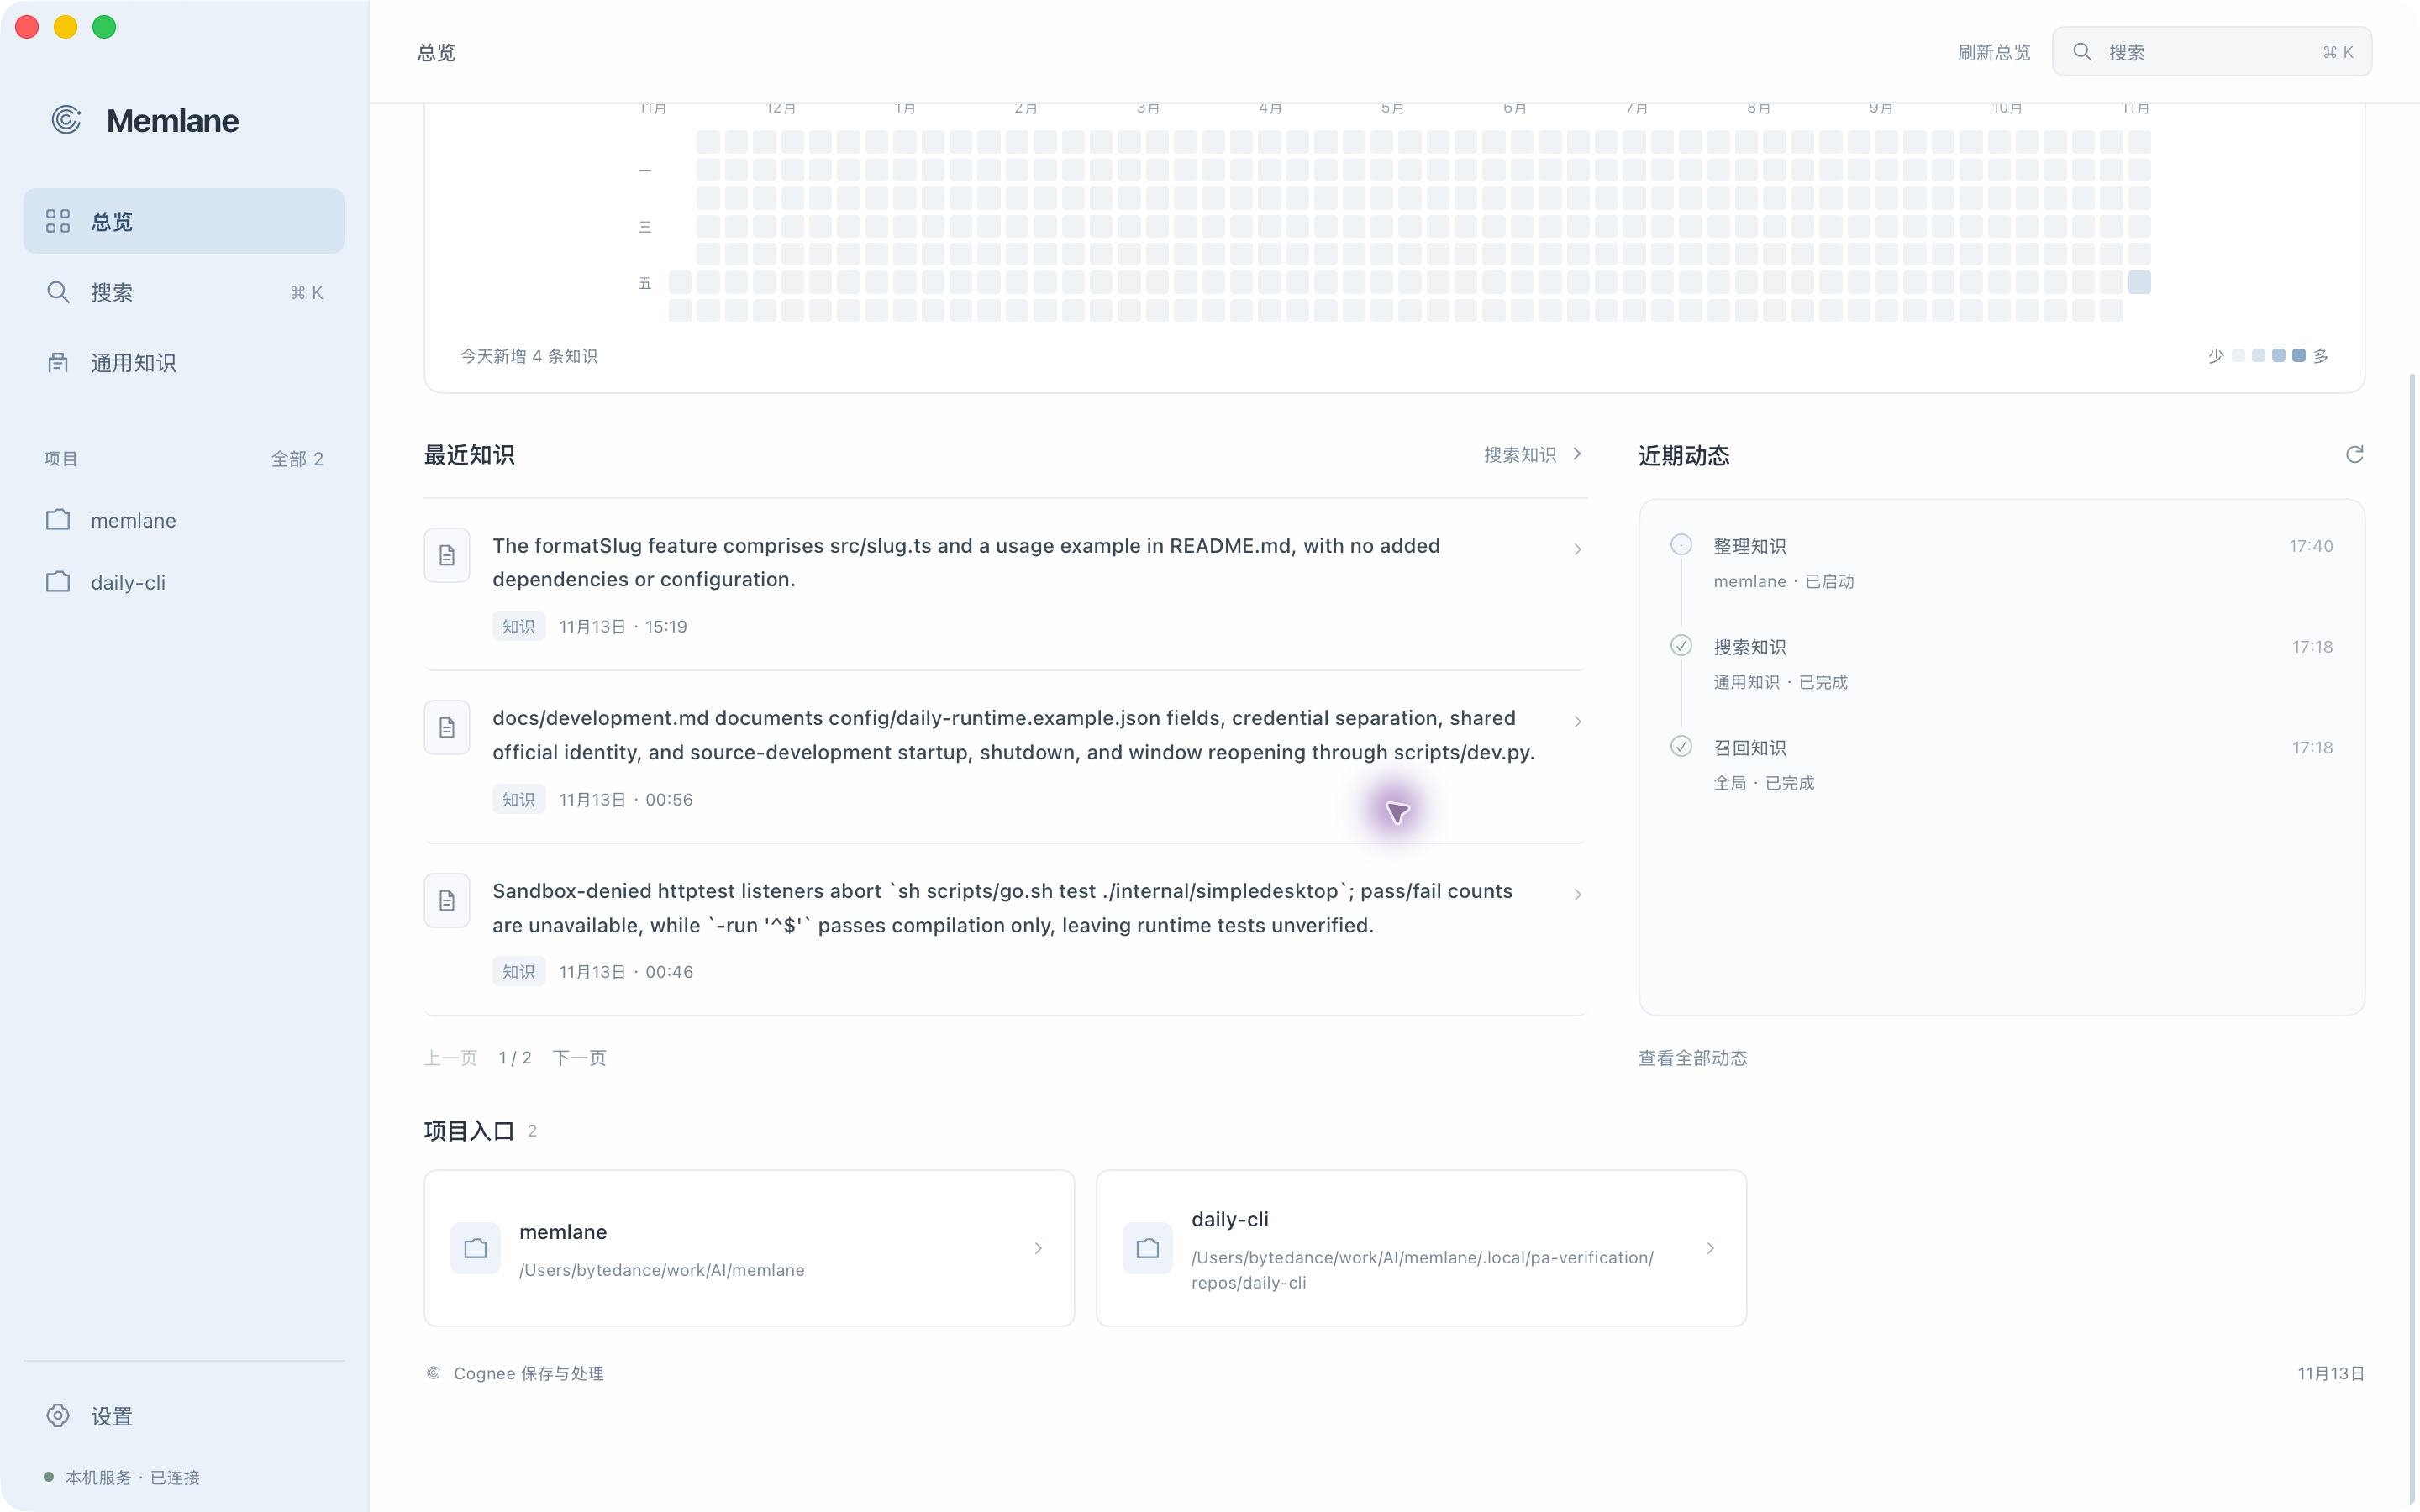 Memlane
总览
搜索 ⌘ K
通用知识
项目 全部 2
memlane
daily-cli
设置
本机服务 · 已连接
总览
刷新总览
搜索 ⌘ K
11月 12月 1月 2月 3月 4月 5月 6月 7月 8月 9月 10月 11月
一
三
五
今天新增 4 条知识
少 多
最近知识
搜索知识
The formatSlug feature comprises src/slug.ts and a usage example in README.md, with no added
dependencies or configuration.
知识 11月13日 · 15:19
docs/development.md documents config/daily-runtime.example.json fields, credential separation, shared
official identity, and source-development startup, shutdown, and window reopening through scripts/dev.py.
知识 11月13日 · 00:56
Sandbox-denied httptest listeners abort `sh scripts/go.sh test ./internal/simpledesktop`; pass/fail counts
are unavailable, while `-run '^$'` passes compilation only, leaving runtime tests unverified.
知识 11月13日 · 00:46
上一页 1 / 2 下一页
近期动态
整理知识 17:40
memlane · 已启动
搜索知识 17:18
通用知识 · 已完成
召回知识 17:18
全局 · 已完成
查看全部动态
项目入口 2
memlane
/Users/bytedance/work/AI/memlane
daily-cli
/Users/bytedance/work/AI/memlane/.local/pa-verification/
repos/daily-cli
Cognee 保存与处理
11月13日